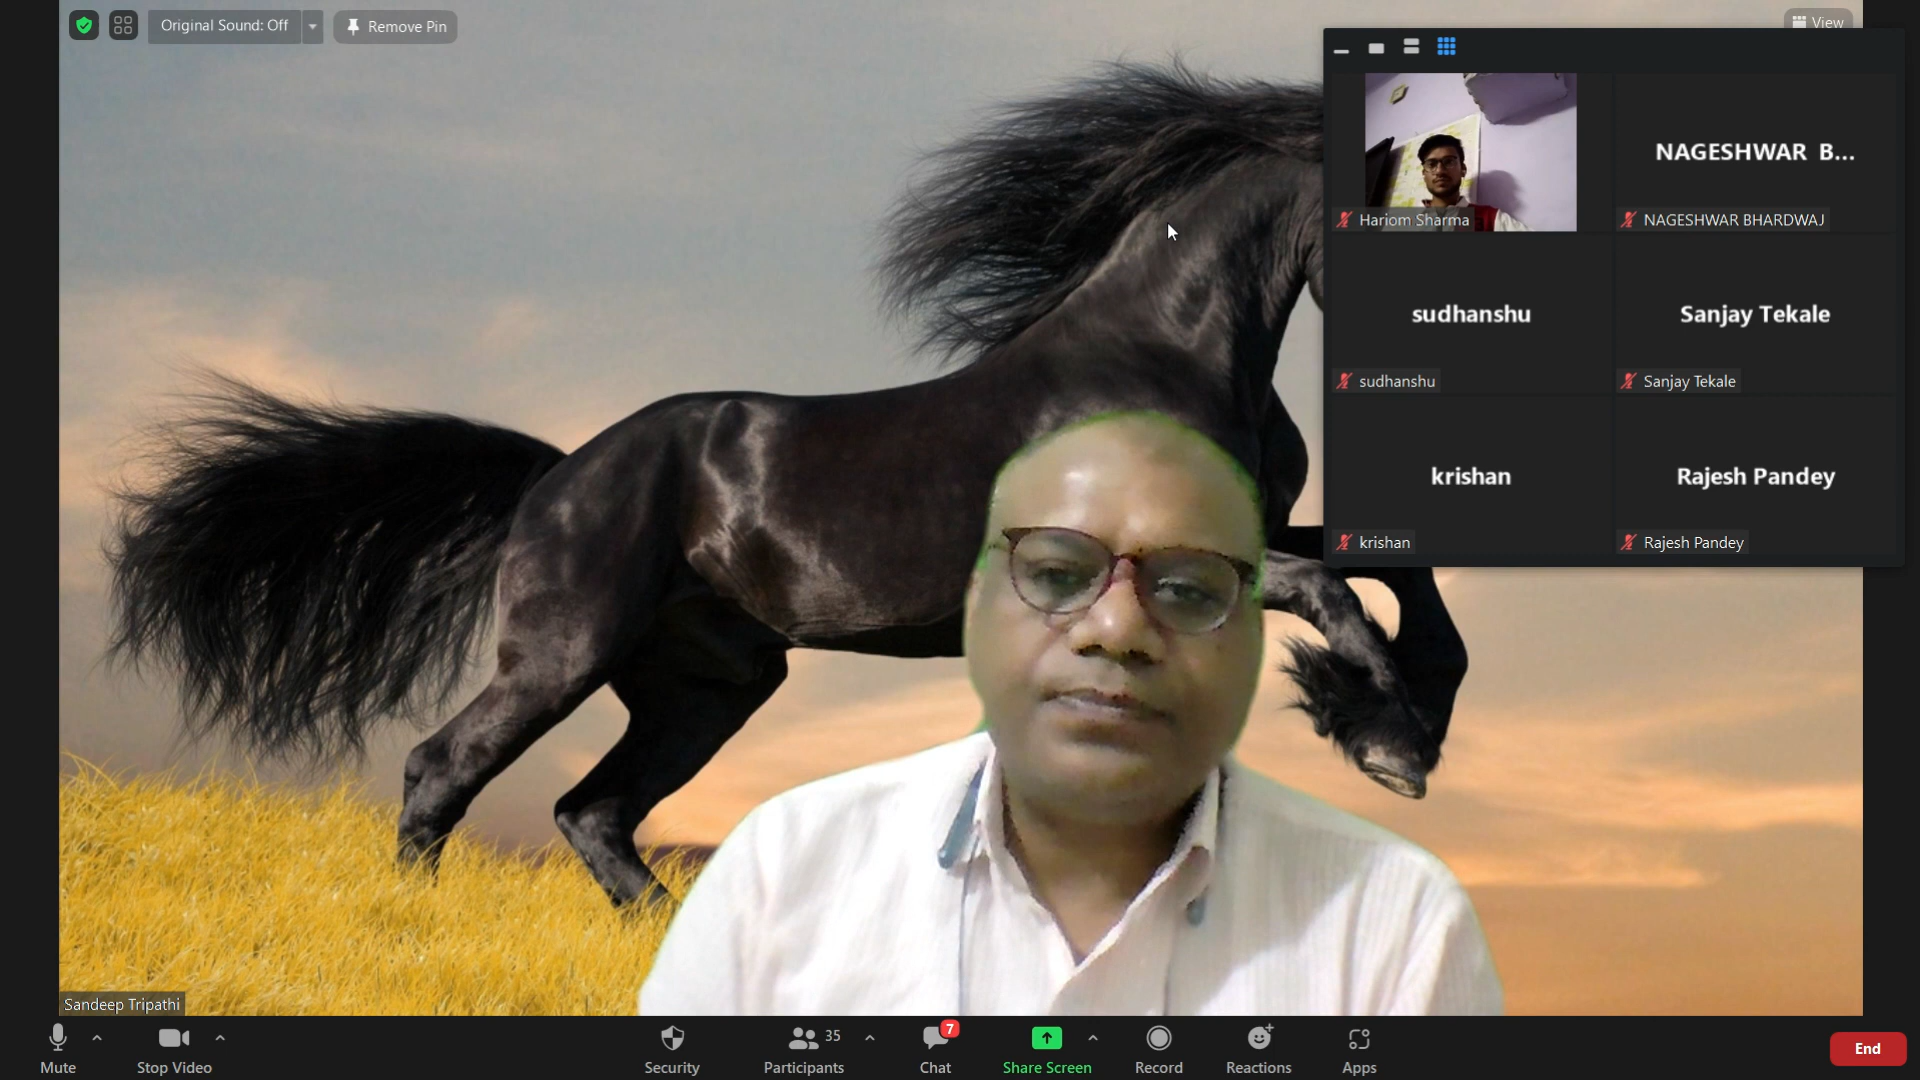 Original Sound: Off
Remove Pin
View
NAGESHWAR B...
Hariom Sharma
NAGESHWAR BHARDWAJ
sudhanshu
Sanjay Tekale
sudhanshu
Sanjay Tekale
krishan
Rajesh Pandey
krishan
Rajesh Pandey
Sandeep Tripathi
35
7
Mute
Stop Video
Security
Participants
Chat
Share Screen
Record
Reactions
Apps
End